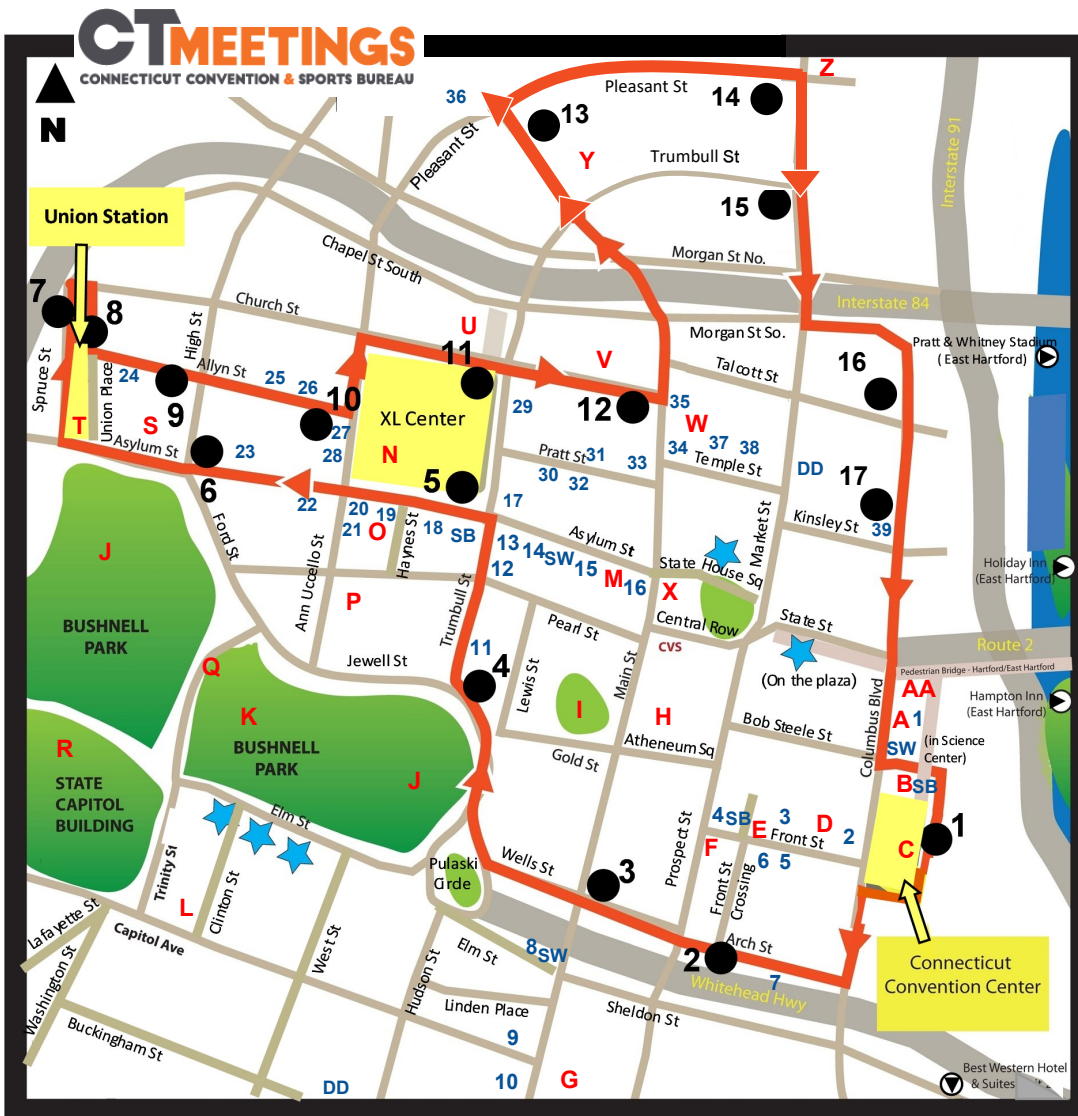 CTMEETINGS
CONNECTICUT CONVENTION & SPORTS BUREAU
N
36
13
14
Z
Pleasant St
Pleasant St
Y
Trumbull St
15
Interstate 91
Union Station
Chapel St South
Morgan St No.
7
8
Church St
High St
U
Interstate 84
Morgan St So.
Pratt & Whitney Stadium
( East Hartford)
Spruce St
Union Place
24
Allyn St
25
26
9
10
11
V
Talcott St
16
XL Center
29
12
35
T
S
27
28
N
W
34
37
38
Temple St
DD
Asylum St
23
6
5
Pratt St
31
30
32
33
17
22
20
19
21
O
18
SB
17
Kinsley St
39
Market St
Ford St
Ann Uccello St
Haynes St
Asylum St
13
14
SW
15
12
M
16
State House Sq
Holiday Inn
(East Hartford)
J
BUSHNELL
PARK
P
Trumbull St
X
Central Row
State St
Route 2
Pearl St
CVS
11
Jewell St
4
Lewis St
Main St
(On the plaza)
Pedestrian Bridge - Hartford/East Hartford
Q
AA
Hampton Inn
(East Hartford)
K
I
H
A
1
Columbus Blvd
Bob Steele St
R
BUSHNELL
PARK
J
Gold St
Atheneum Sq
SW
(in Science
Center)
STATE
CAPITOL
BUILDING
B
SB
Elm St
4
SB
3
E
D
2
Front St
C
1
F
6
5
Prospect St
Front St
Crossing
Pulaski
Circle
Wells St
3
Trinity St
Clinton St
L
Lafayette St
Capitol Ave
West St
Hudson St
Elm St
8
SW
2
Arch St
7
Whitehead Hwy
Connecticut
Convention Center
Washington St
Buckingham St
Linden Place
Sheldon St
9
10
G
DD
Best Western Hotel
& Suites